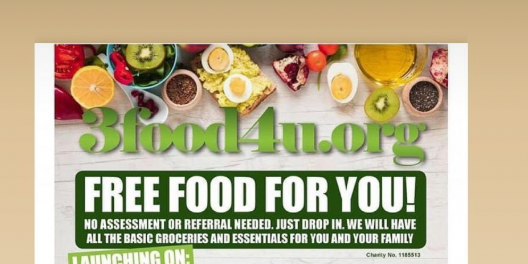 3food4u.org
FREE FOOD FOR YOU!
NO ASSESSMENT OR REFERRAL NEEDED. JUST DROP IN. WE WILL HAVE
ALL THE BASIC GROCERIES AND ESSENTIALS FOR YOU AND YOUR FAMILY
Charity No. 1185513
LAUNCHING ON: